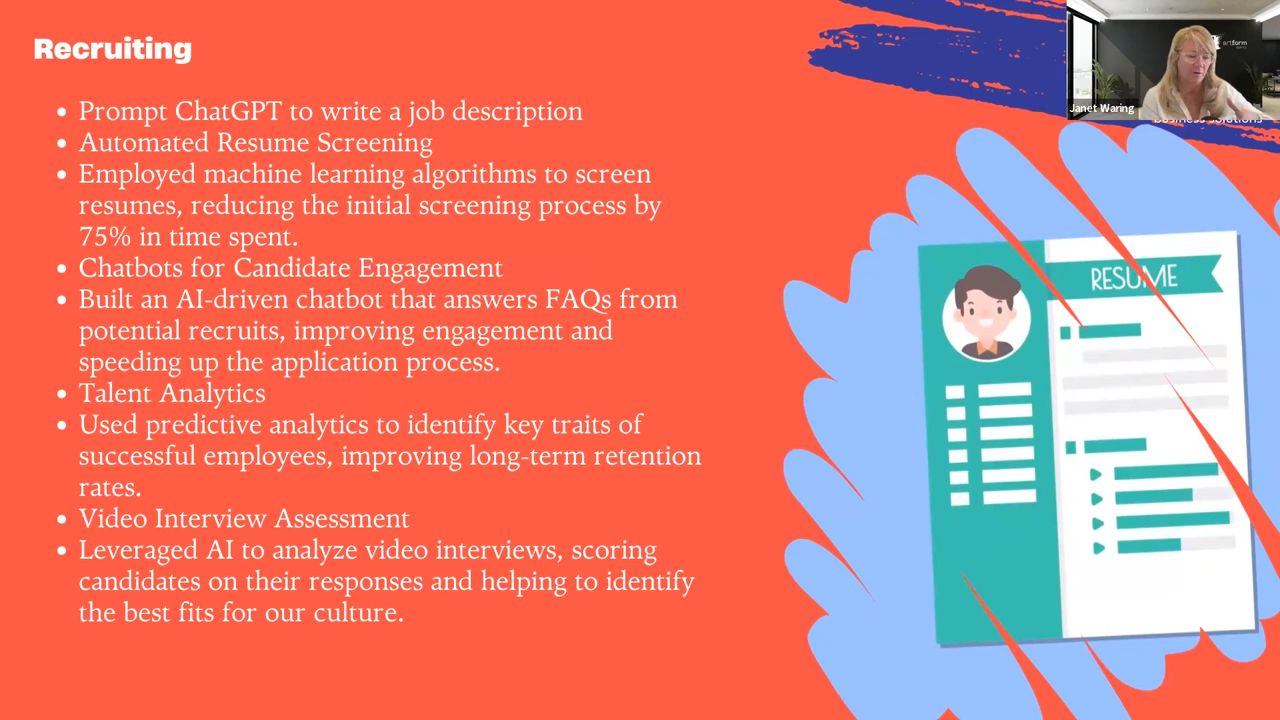 Recruiting
• Prompt ChatGPT to write a job description
• Automated Resume Screening
• Employed machine learning algorithms to screen
resumes, reducing the initial screening process by
75% in time spent.
• Chatbots for Candidate Engagement
• Built an AI-driven chatbot that answers FAQs from
potential recruits, improving engagement and
speeding up the application process.
• Talent Analytics
• Used predictive analytics to identify key traits of
successful employees, improving long-term retention
rates.
• Video Interview Assessment
• Leveraged AI to analyze video interviews, scoring
candidates on their responses and helping to identify
the best fits for our culture.
artform
Janet Waring
business solutions
RESUME